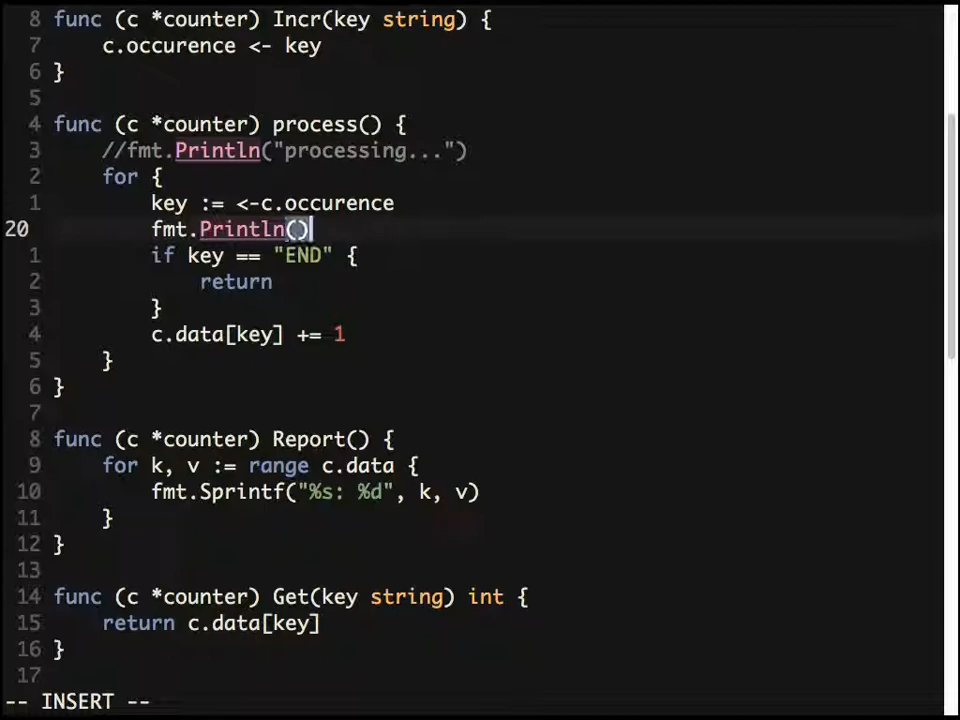 8 func (c *counter) Incr(key string) {
7     c.occurence <- key
6 }
5
4 func (c *counter) process() {
3     //fmt.Println("processing...")
2     for {
1         key := <-c.occurence
20         fmt.Println()
1         if key == "END" {
2             return
3         }
4         c.data[key] += 1
5     }
6 }
7
8 func (c *counter) Report() {
9     for k, v := range c.data {
10         fmt.Sprintf("%s: %d", k, v)
11     }
12 }
13
14 func (c *counter) Get(key string) int {
15     return c.data[key]
16 }
17
-- INSERT --